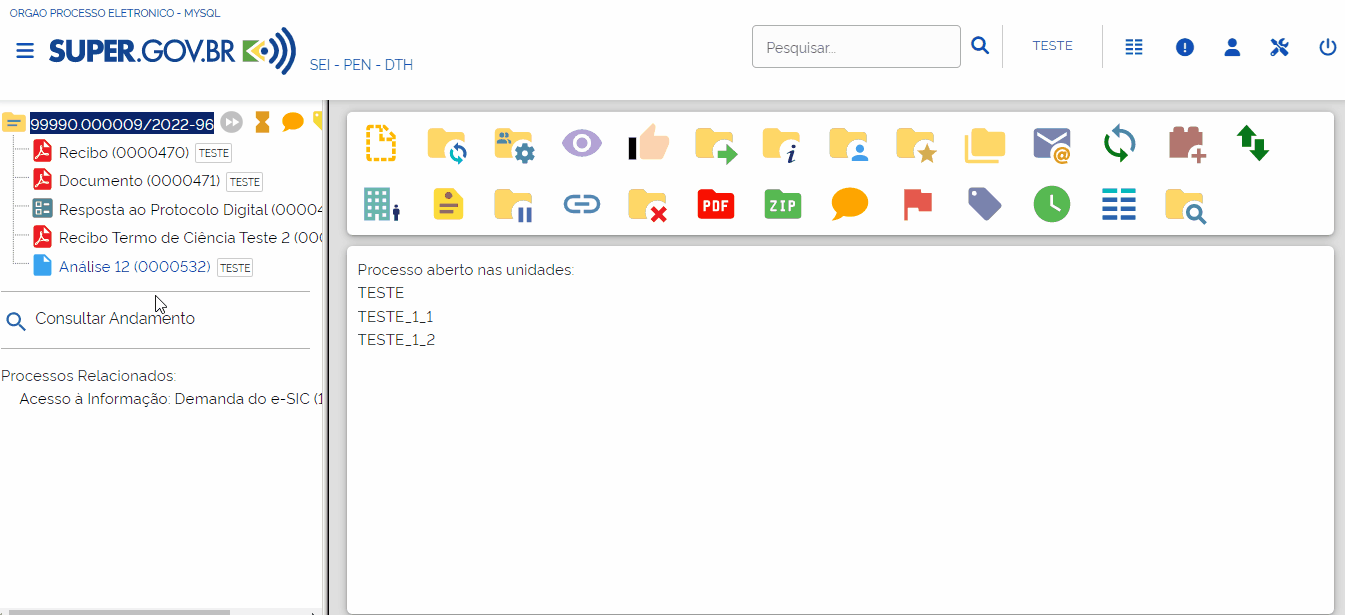 ORGAO PROCESSO ELETRONICO - MYSQL
SUPER.GOV.BR
SEI - PEN - DTH
Pesquisar...
TESTE
99990.000009/2022-96
Recibo (0000470) TESTE
Documento (0000471) TESTE
Resposta ao Protocolo Digital (00004
Recibo Termo de Ciência Teste 2 (000
Análise 12 (0000532) TESTE
Consultar Andamento
Processos Relacionados:
Acesso à Informação: Demanda do e-SIC (1
PDF
ZIP
Processo aberto nas unidades:
TESTE
TESTE_1_1
TESTE_1_2